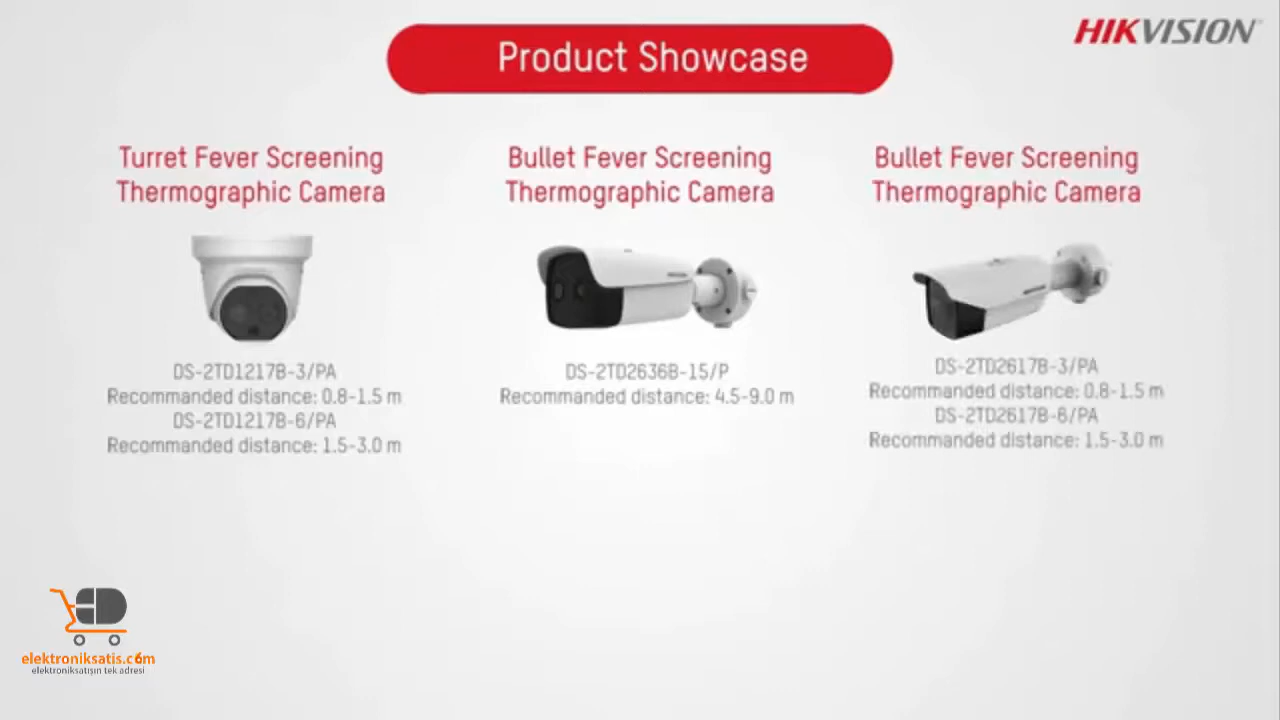 HIKVISION
Product Showcase
Turret Fever Screening
Thermographic Camera
DS-2TD1217B-3/PA
Recommanded distance: 0.8-1.5 m
DS-2TD1217B-6/PA
Recommanded distance: 1.5-3.0 m
Bullet Fever Screening
Thermographic Camera
DS-2TD2636B-15/P
Recommanded distance: 4.5-9.0 m
Bullet Fever Screening
Thermographic Camera
DS-2TD2617B-3/PA
Recommanded distance: 0.8-1.5 m
DS-2TD2617B-6/PA
Recommanded distance: 1.5-3.0 m
elektroniksatis.com
elektroniksatışın tek adresi